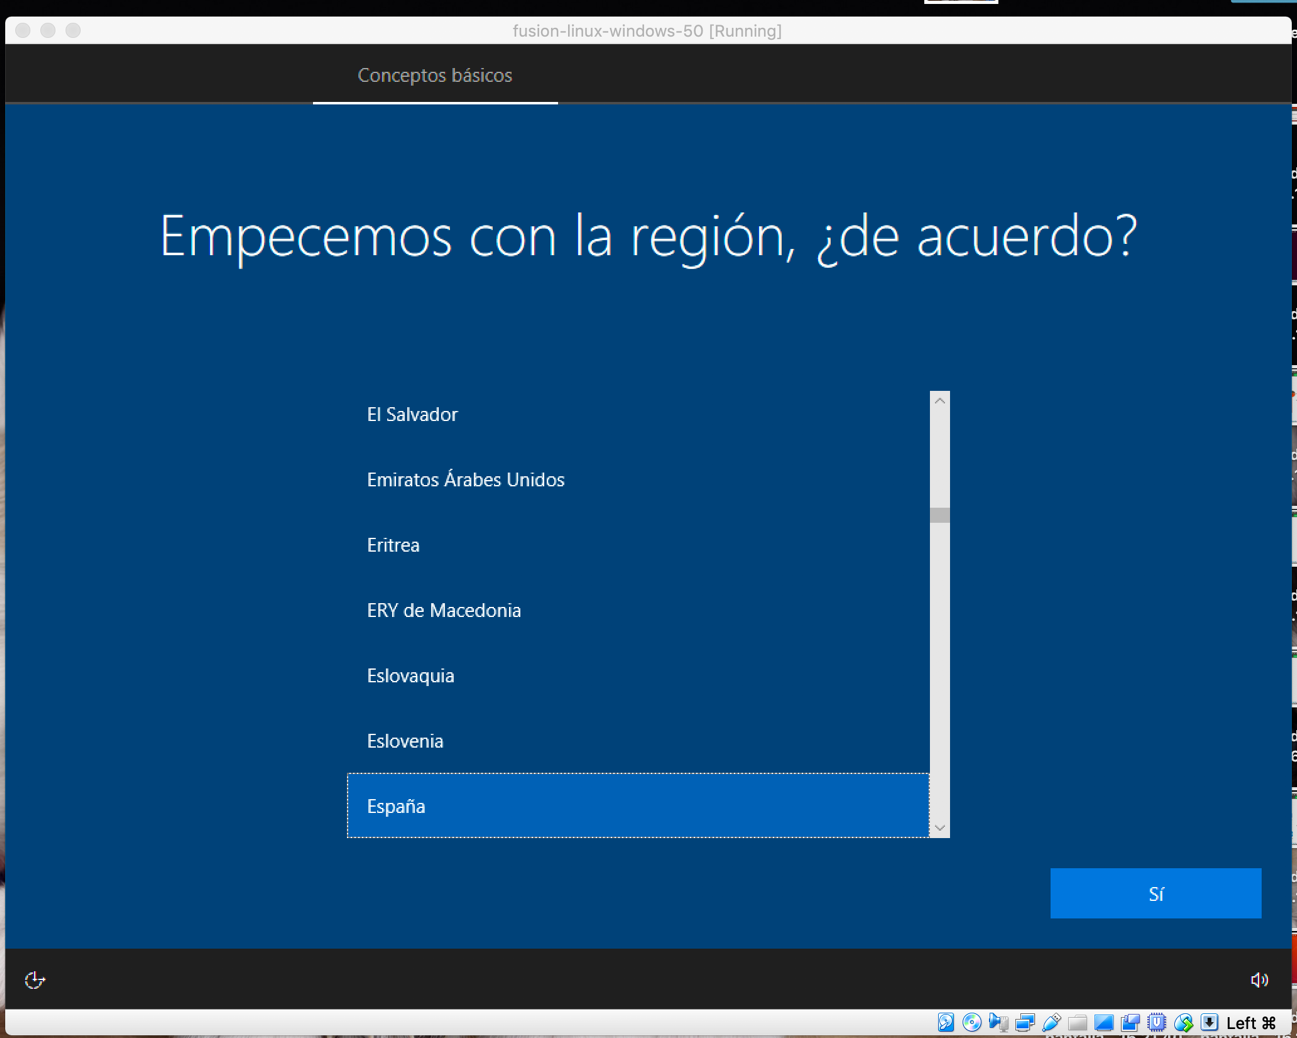 fusion-linux-windows-50 [Running]
Conceptos básicos
Empecemos con la región, ¿de acuerdo?
El Salvador
Emiratos Árabes Unidos
Eritrea
ERY de Macedonia
Eslovaquia
Eslovenia
España
Sí
Left ⌘